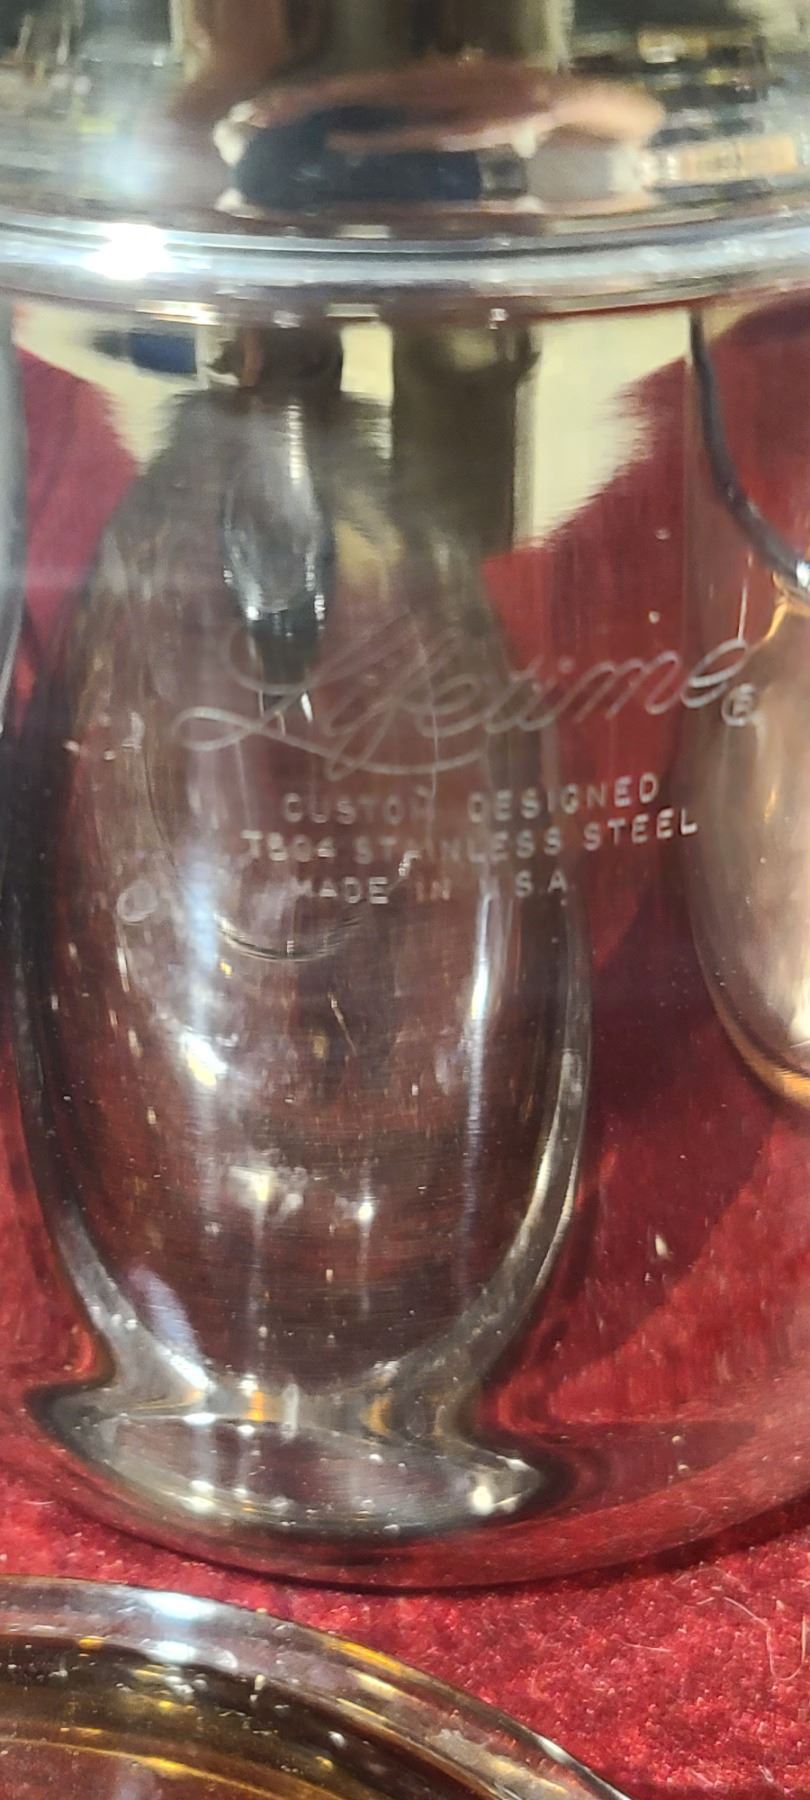 Lifetime®
CUSTOM DESIGNED
T304 STAINLESS STEEL
MADE IN U.S.A.